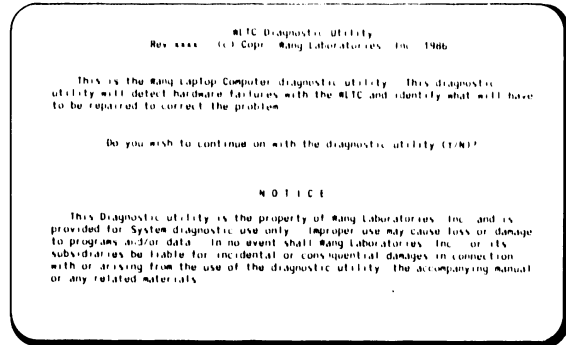 WLTC Diagnostic Utility
Rev xxxx (c) Copr. Wang Laboratories Inc 1986
This is the Wang Laptop Computer diagnostic utility This diagnostic
utility will detect hardware failures with the WLTC and identify what will have
to be repaired to correct the problem
Do you wish to continue on with the diagnostic utility (Y/N)?
N O T I C E
This Diagnostic utility is the property of Wang Laboratories Inc and is
provided for System diagnostic use only Improper use may cause loss or damage
to programs and/or data In no event shall Wang Laboratories Inc or its
subsidiaries be liable for incidental or consequential damages in connection
with or arising from the use of the diagnostic utility the accompanying manual
or any related materials